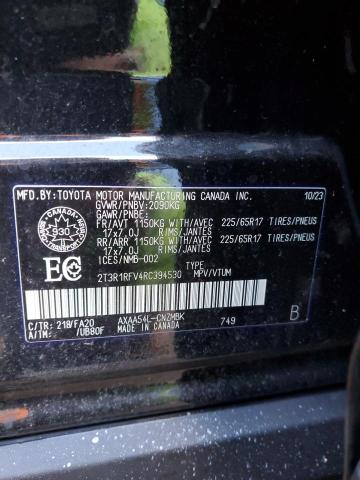 MFD.BY: TOYOTA MOTOR MANUFACTURING CANADA INC. 10/23
GVWR/PNBV: 2090KG
GAWR/PNBE:
FR/AVT 1150KG WITH/AVEC 225/65R17 TIRES/PNEUS
17x7.0J RIMS/JANTES
RR/ARR 1150KG WITH/AVEC 225/65R17 TIRES/PNEUS
17x7.0J RIMS/JANTES
ICES/NMB-002
CANADA
930
EC
2T3R1RFV4RC394530 TYPE:
MPV/VTUM
C/TR: 218/FA20 AXAA54L-CNZMBK 749 B
/UB80F MADE IN CANADA